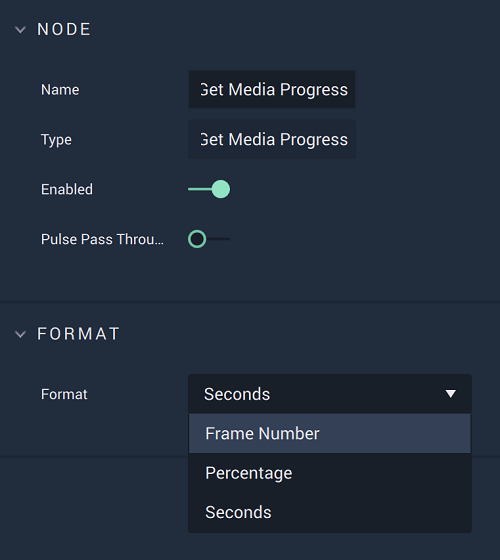 NODE
Name Get Media Progress
Type Get Media Progress
Enabled
Pulse Pass Throu...
FORMAT
Format Seconds
Frame Number
Percentage
Seconds